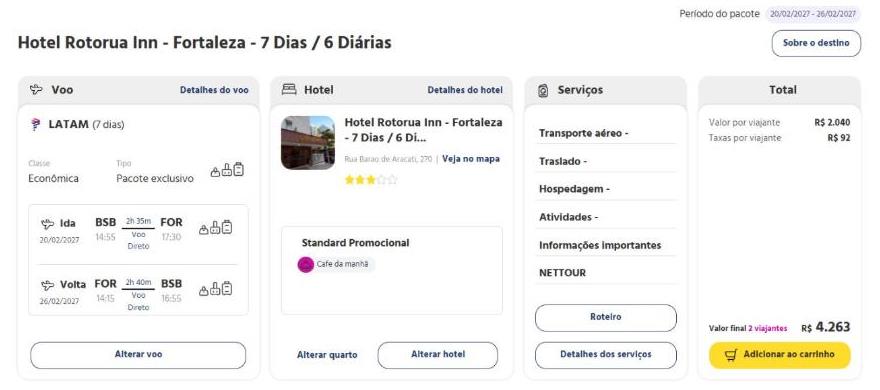 Período do pacote 20/02/2027 - 26/02/2027
Hotel Rotorua Inn - Fortaleza - 7 Dias / 6 Diárias
Sobre o destino
Voo Detalhes do voo
LATAM (7 dias)
Classe Tipo
Econômica Pacote exclusivo
Ida BSB 2h 35m FOR
20/02/2027 14:55 Voo 17:30
Direto
Volta FOR 2h 40m BSB
26/02/2027 14:15 Voo 16:55
Direto
Alterar voo
Hotel Detalhes do hotel
Hotel Rotorua Inn - Fortaleza
- 7 Dias / 6 Di...
Rua Barao de Aracati, 270 | Veja no mapa
Standard Promocional
Cafe da manhã
Alterar quarto Alterar hotel
Serviços
Transporte aéreo -
Traslado -
Hospedagem -
Atividades -
Informações importantes
NETTOUR
Roteiro
Detalhes dos serviços
Total
Valor por viajante R$ 2.040
Taxas por viajante R$ 92
Valor final 2 viajantes R$ 4.263
Adicionar ao carrinho